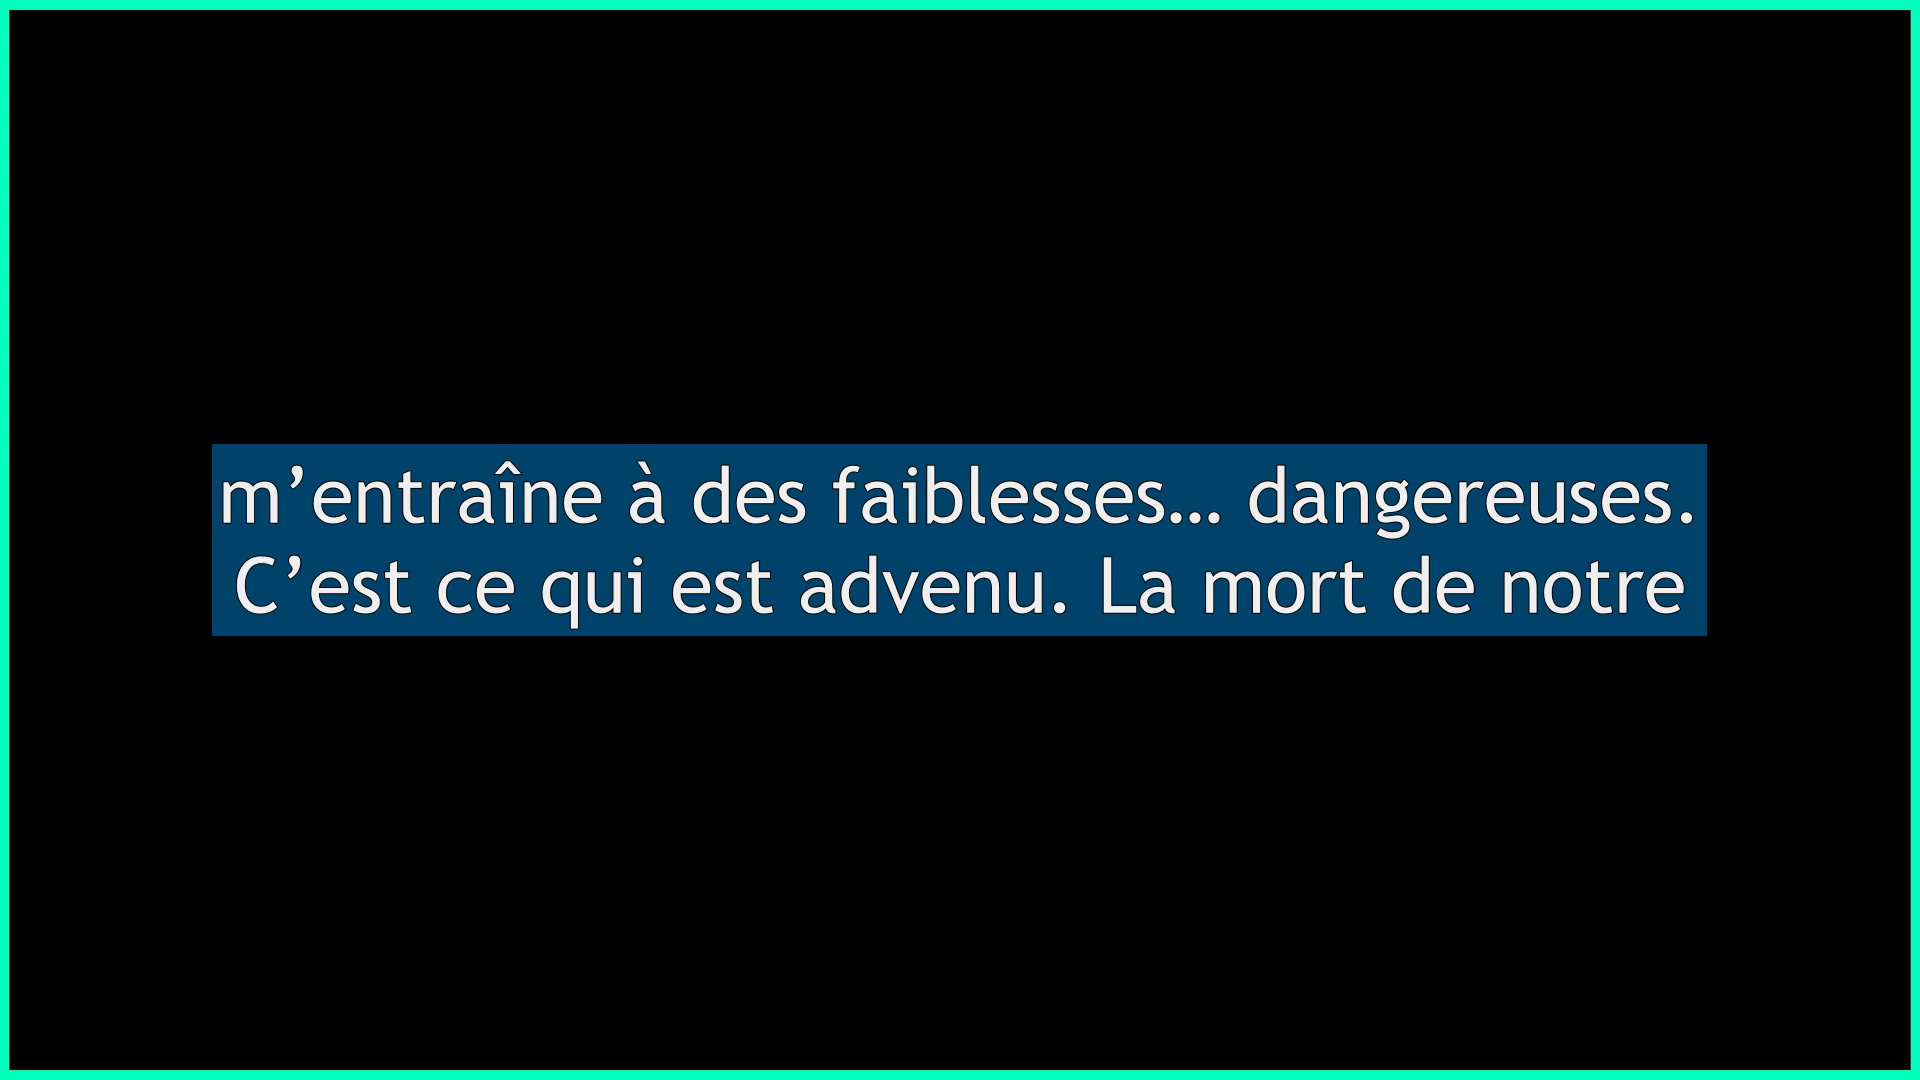 m’entraîne à des faiblesses… dangereuses.
C’est ce qui est advenu. La mort de notre